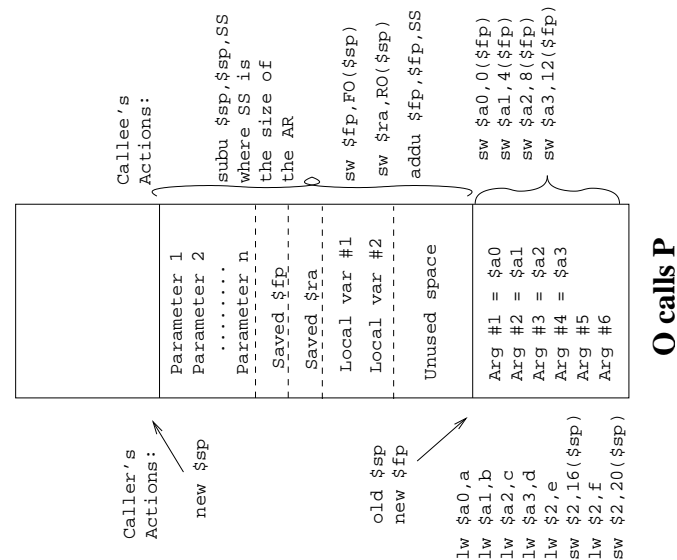 Caller's
Actions:
new $sp
old $sp
new $fp
lw $a0,a
lw $a1,b
lw $a2,c
lw $a3,d
lw $2,e
sw $2,16($sp)
lw $2,f
sw $2,20($sp)
Parameter 1
Parameter 2
........
Parameter n
Saved $fp
Saved $ra
Local var #1
Local var #2
Unused space
Arg #1 = $a0
Arg #2 = $a1
Arg #3 = $a2
Arg #4 = $a3
Arg #5
Arg #6
Callee's
Actions:
subu $sp,$sp,SS
where SS is
the size of
the AR
sw $fp,FO($sp)
sw $ra,RO($sp)
addu $fp,$fp,SS
sw $a0,0($fp)
sw $a1,4($fp)
sw $a2,8($fp)
sw $a3,12($fp)
O calls P